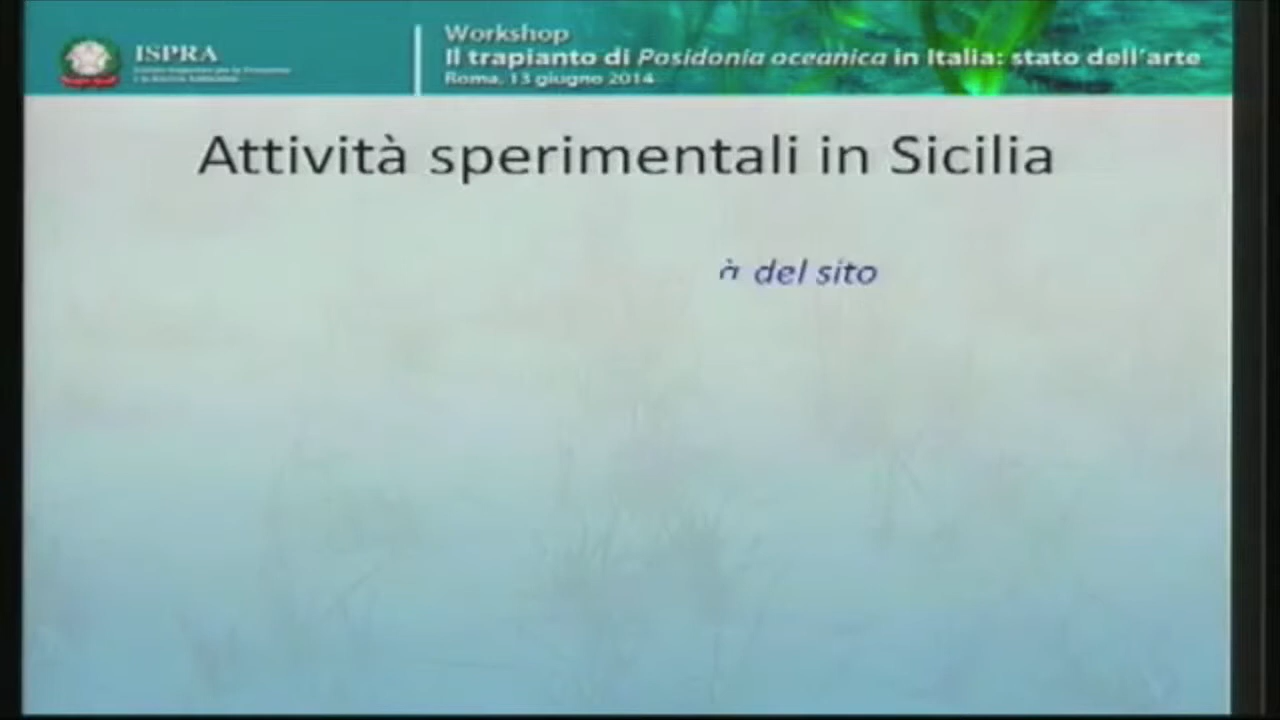 ISPRA
Workshop
Il trapianto di Posidonia oceanica in Italia: stato dell'arte
Roma, 13 giugno 2014
Attività sperimentali in Sicilia
à del sito